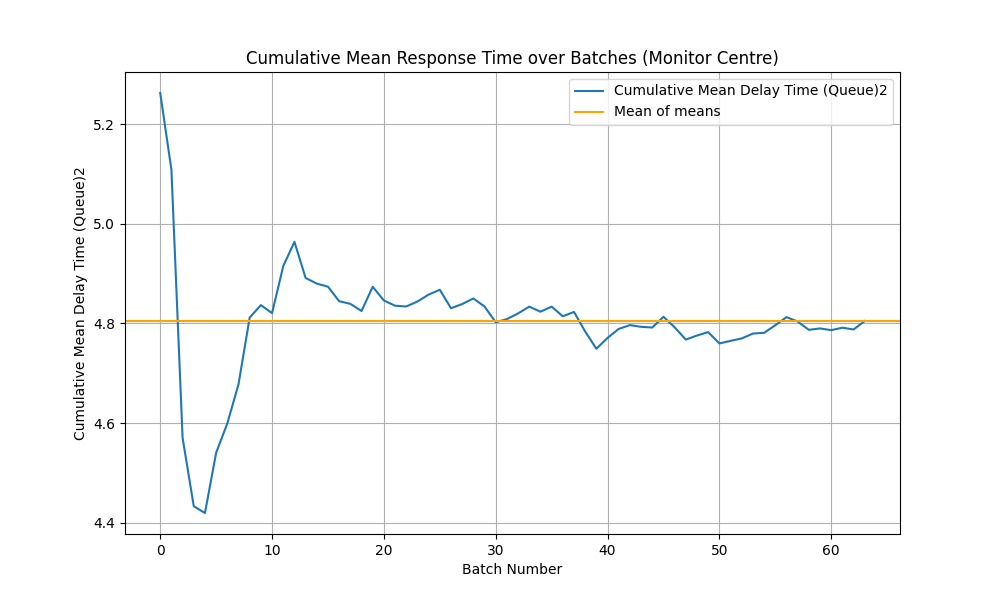 Cumulative Mean Response Time over Batches (Monitor Centre)
Cumulative Mean Delay Time (Queue)2
Mean of means
Cumulative Mean Delay Time (Queue)2
5.2
5.0
4.8
4.6
4.4
0 10 20 30 40 50 60
Batch Number